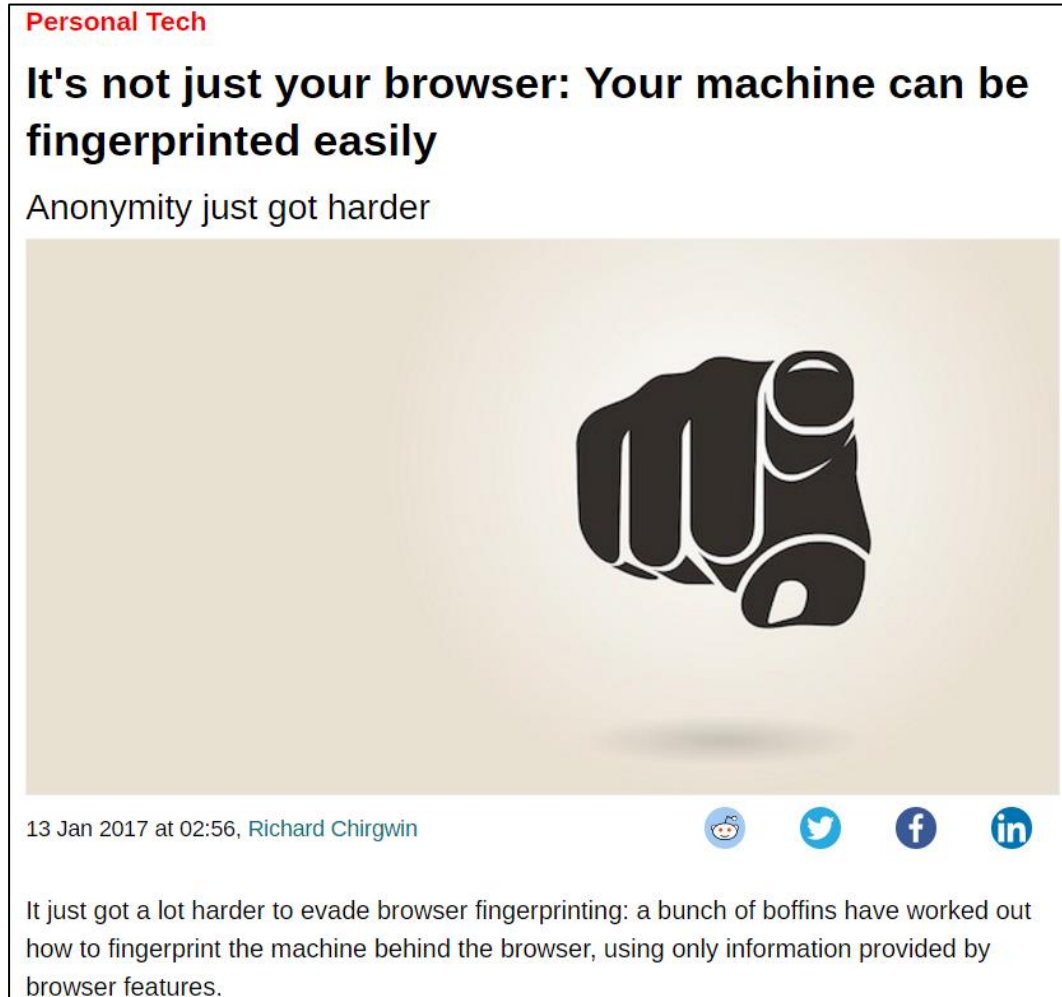 Personal Tech
It's not just your browser: Your machine can be
fingerprinted easily
Anonymity just got harder
13 Jan 2017 at 02:56, Richard Chirgwin
f
in
It just got a lot harder to evade browser fingerprinting: a bunch of boffins have worked out
how to fingerprint the machine behind the browser, using only information provided by
browser features.